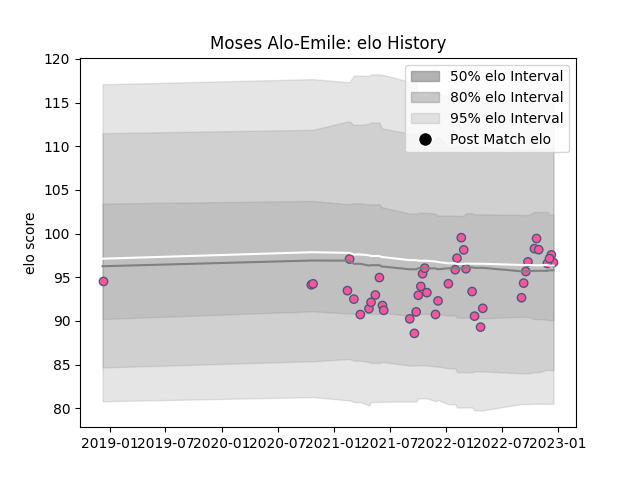 Moses Alo-Emile: elo History
50% elo Interval
80% elo Interval
95% elo Interval
Post Match elo
elo score
120
115
110
105
100
95
90
85
80
2019-01 2019-07 2020-01 2020-07 2021-01 2021-07 2022-01 2022-07 2023-01